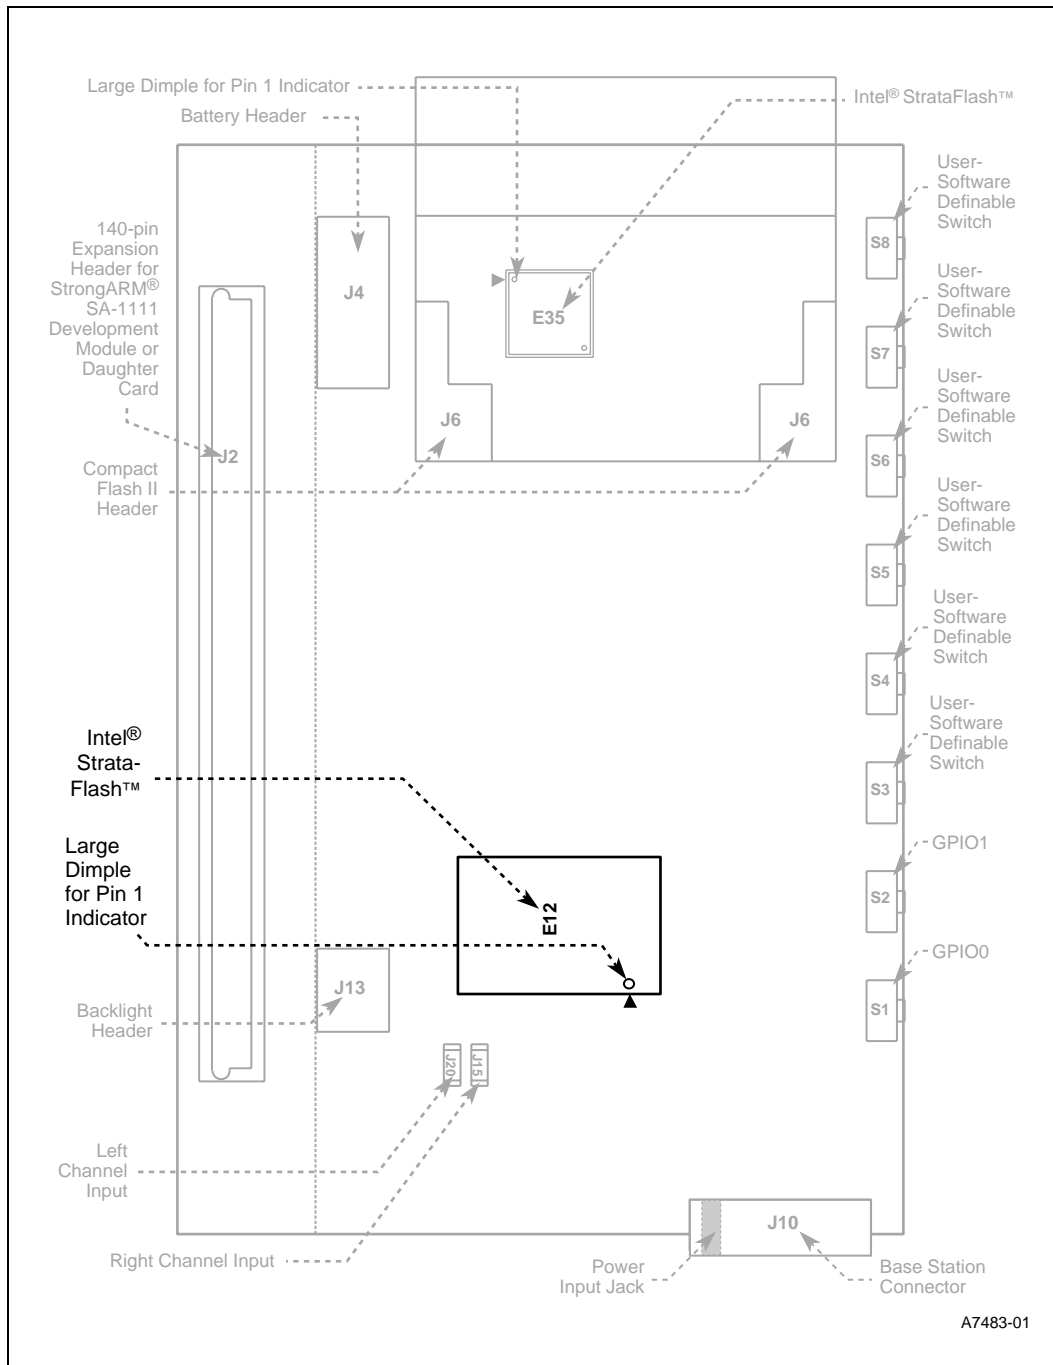 Large Dimple for Pin 1 Indicator
Battery Header
Intel® StrataFlash™
140-pin
Expansion
Header for
StrongARM®
SA-1111
Development
Module or
Daughter
Card
J4
E35
J2
J6
J6
Compact
Flash II
Header
User-
Software
Definable
Switch
S8
User-
Software
Definable
Switch
S7
User-
Software
Definable
Switch
S6
User-
Software
Definable
Switch
S5
User-
Software
Definable
Switch
S4
User-
Software
Definable
Switch
S3
Intel®
Strata-
Flash™
Large
Dimple
for Pin 1
Indicator
E12
GPIO1
S2
GPIO0
S1
J13
Backlight
Header
J20
J15
Left
Channel
Input
Right Channel Input
J10
Power
Input Jack
Base Station
Connector
A7483-01